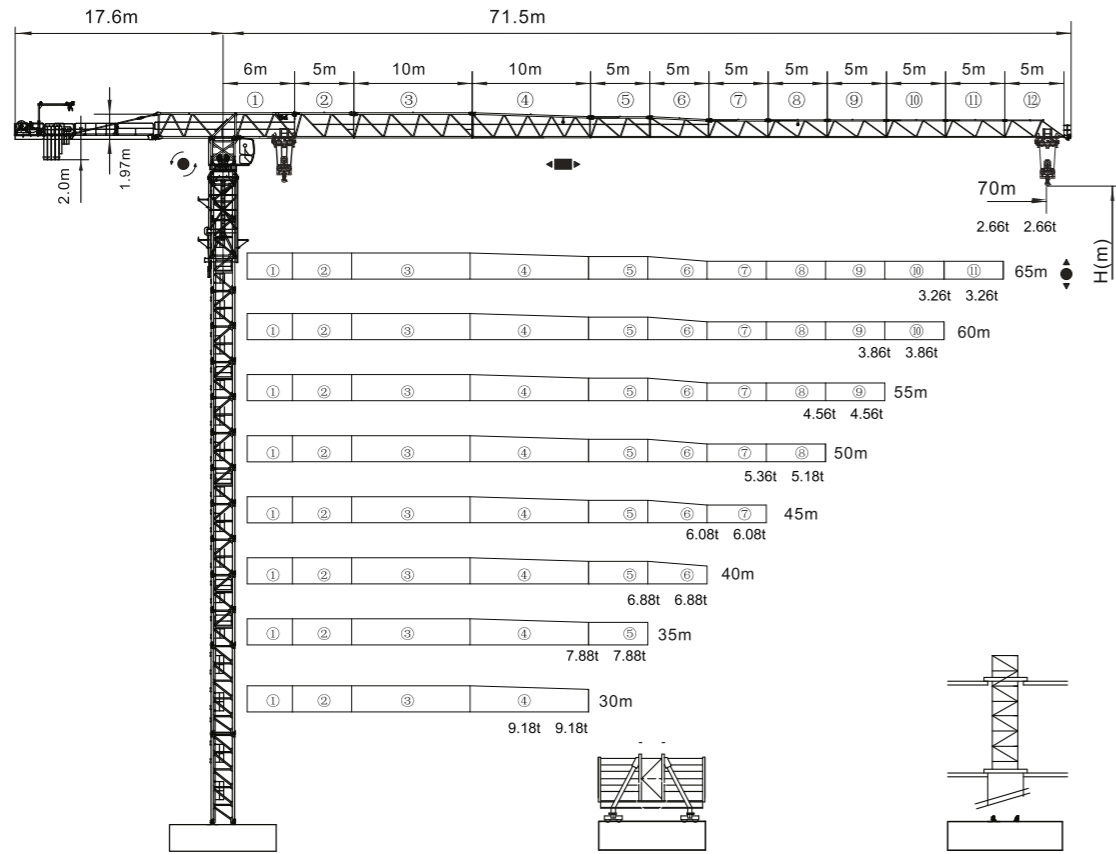 17.6m 71.5m
6m 5m 10m 10m 5m 5m 5m 5m 5m 5m 5m 5m
① ② ③ ④ ⑤ ⑥ ⑦ ⑧ ⑨ ⑩ ⑪ ⑫
2.0m 1.97m
70m
2.66t 2.66t
H(m)
① ② ③ ④ ⑤ ⑥ ⑦ ⑧ ⑨ ⑩ ⑪ 65m
3.26t 3.26t
① ② ③ ④ ⑤ ⑥ ⑦ ⑧ ⑨ ⑩ 60m
3.86t 3.86t
① ② ③ ④ ⑤ ⑥ ⑦ ⑧ ⑨ 55m
4.56t 4.56t
① ② ③ ④ ⑤ ⑥ ⑦ ⑧ 50m
5.36t 5.18t
① ② ③ ④ ⑤ ⑥ ⑦ 45m
6.08t 6.08t
① ② ③ ④ ⑤ ⑥ 40m
6.88t 6.88t
① ② ③ ④ ⑤ 35m
7.88t 7.88t
① ② ③ ④ 30m
9.18t 9.18t